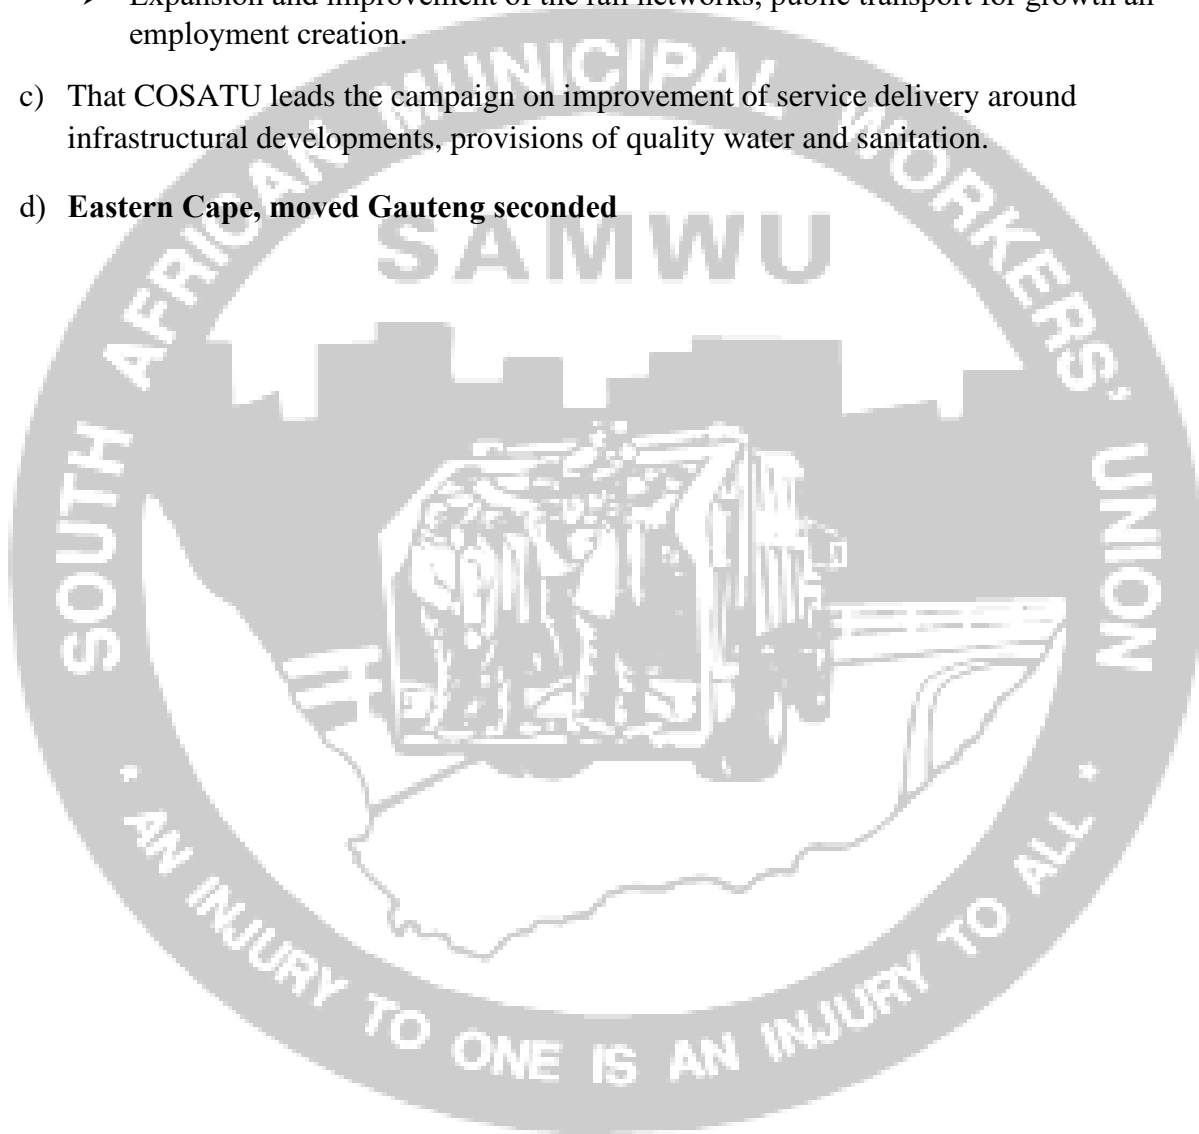 Expansion and improvement of the rail networks, public transport for growth an
employment creation.
c) That COSATU leads the campaign on improvement of service delivery around
infrastructural developments, provisions of quality water and sanitation.
d) Eastern Cape, moved Gauteng seconded
SOUTH AFRICAN MUNICIPAL WORKERS' UNION
SAMWU
• AN INJURY TO ONE IS AN INJURY TO ALL •